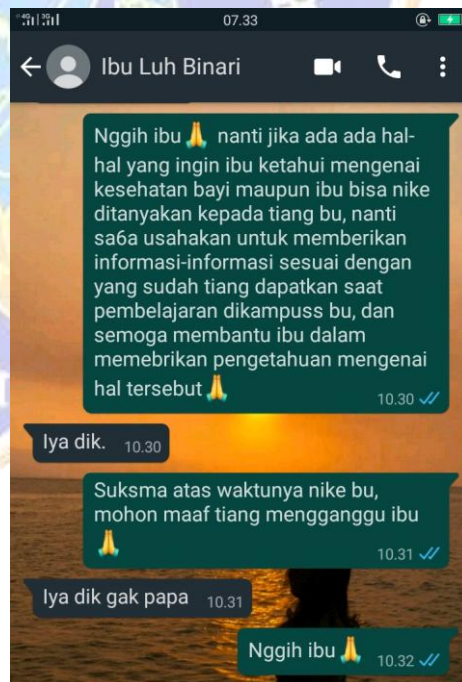 07.33
Ibu Luh Binari
Nggih ibu🙏 nanti jika ada ada hal-
hal yang ingin ibu ketahui mengenai
kesehatan bayi maupun ibu bisa nike
ditanyakan kepada tiang bu, nanti
sa6a usahakan untuk memberikan
informasi-informasi sesuai dengan
yang sudah tiang dapatkan saat
pembelajaran dikampuss bu, dan
semoga membantu ibu dalam
memebrikan pengetahuan mengenai
hal tersebut🙏
10.30
Iya dik. 10.30
Suksma atas waktunya nike bu,
mohon maaf tiang mengganggu ibu
🙏
10.31
Iya dik gak papa 10.31
Nggih ibu🙏 10.32